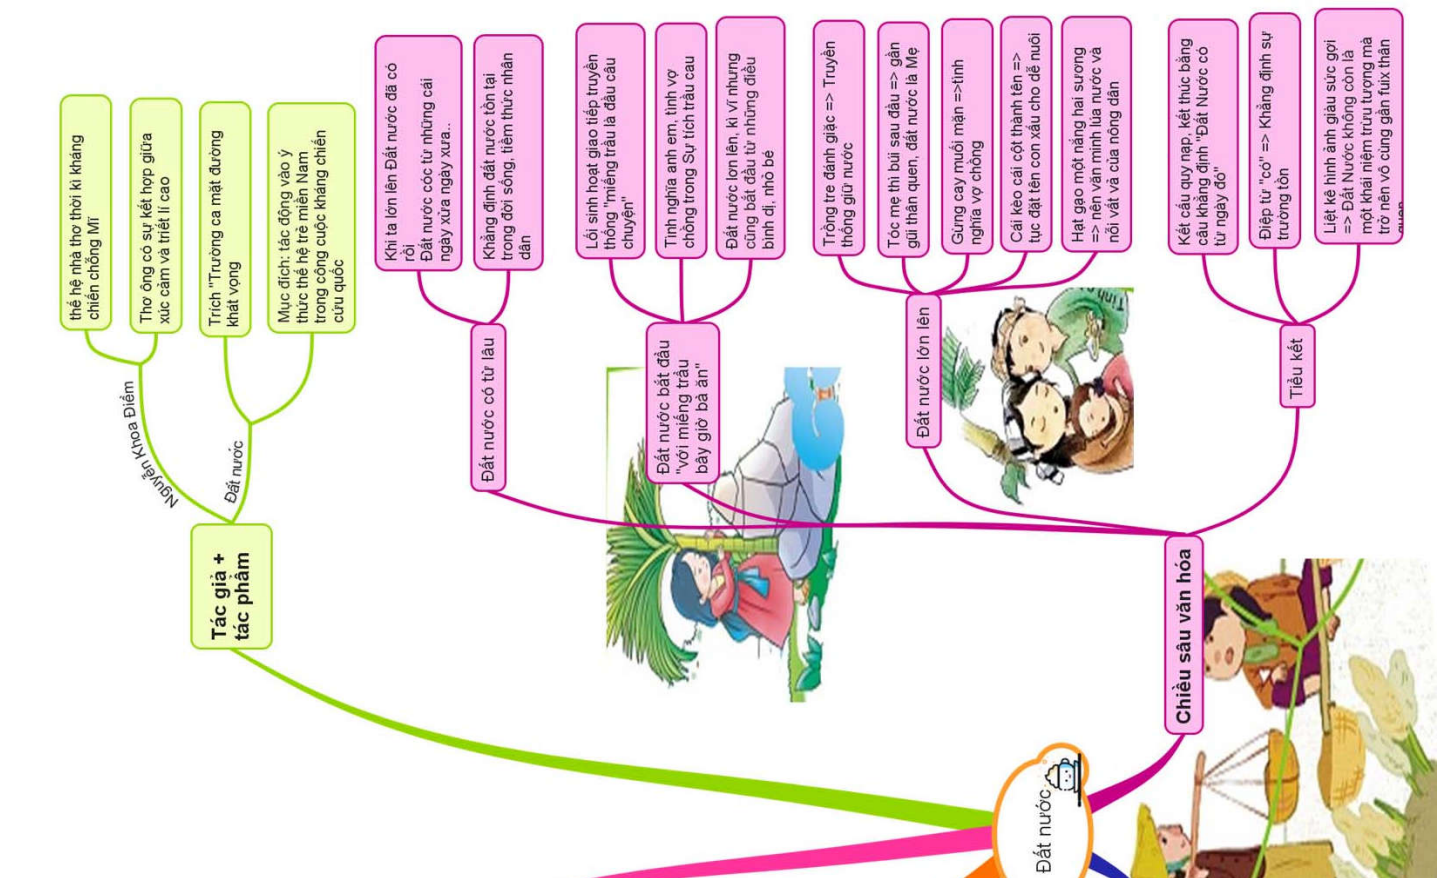 Đất nước
Tác giả +
tác phẩm
Nguyễn Khoa Điềm
thế hệ nhà thơ thời kì kháng
chiến chống Mĩ
Thơ ông có sự kết hợp giữa
xúc cảm và triết lí cao
Đất nước
Trích "Trường ca mặt đường
khát vọng
Mục đích: tác động vào ý
thức thế hệ trẻ miền Nam
trong công cuộc kháng chiến
cứu quốc
Chiều sâu văn hóa
Đất nước có từ lâu
Khi ta lớn lên Đất nước đã có
rồi
Đất nước cóc từ những cái
ngày xửa ngày xưa..
Khẳng định đất nước tồn tại
trong đời sống, tiềm thức nhân
dân
Đất nước bắt đầu
"với miếng trầu
bây giờ bà ăn"
Lối sinh hoạt giao tiếp truyền
thống "miếng trầu là đầu câu
chuyện"
Tình nghĩa anh em, tình vợ
chồng trong Sự tích trầu cau
Đất nước lớn lên, kì vĩ nhưng
cũng bắt đầu từ những điều
bình dị, nhỏ bé
Đất nước lớn lên
Trồng tre đánh giặc => Truyền
thống giữ nước
Tóc mẹ thì búi sau đầu => gần
gũi thân quen, đất nước là Mẹ
Gừng cay muối mặn =>tình
nghĩa vợ chồng
Cái kèo cái cột thành tên =>
tục đặt tên con xấu cho dễ nuôi
Hạt gạo một nắng hai sương
=> nền văn minh lúa nước và
nỗi vất vả của nông dân
Tiểu kết
Kết cấu quy nạp, kết thúc bằng
câu khẳng định "Đất Nước có
từ ngày đó"
Điệp từ "có" => Khẳng định sự
trường tồn
Liệt kê hình ảnh giàu sức gợi
=> Đất Nước không còn là
một khái niệm trừu tượng mà
trở nên vô cùng gần fuix thân
quen